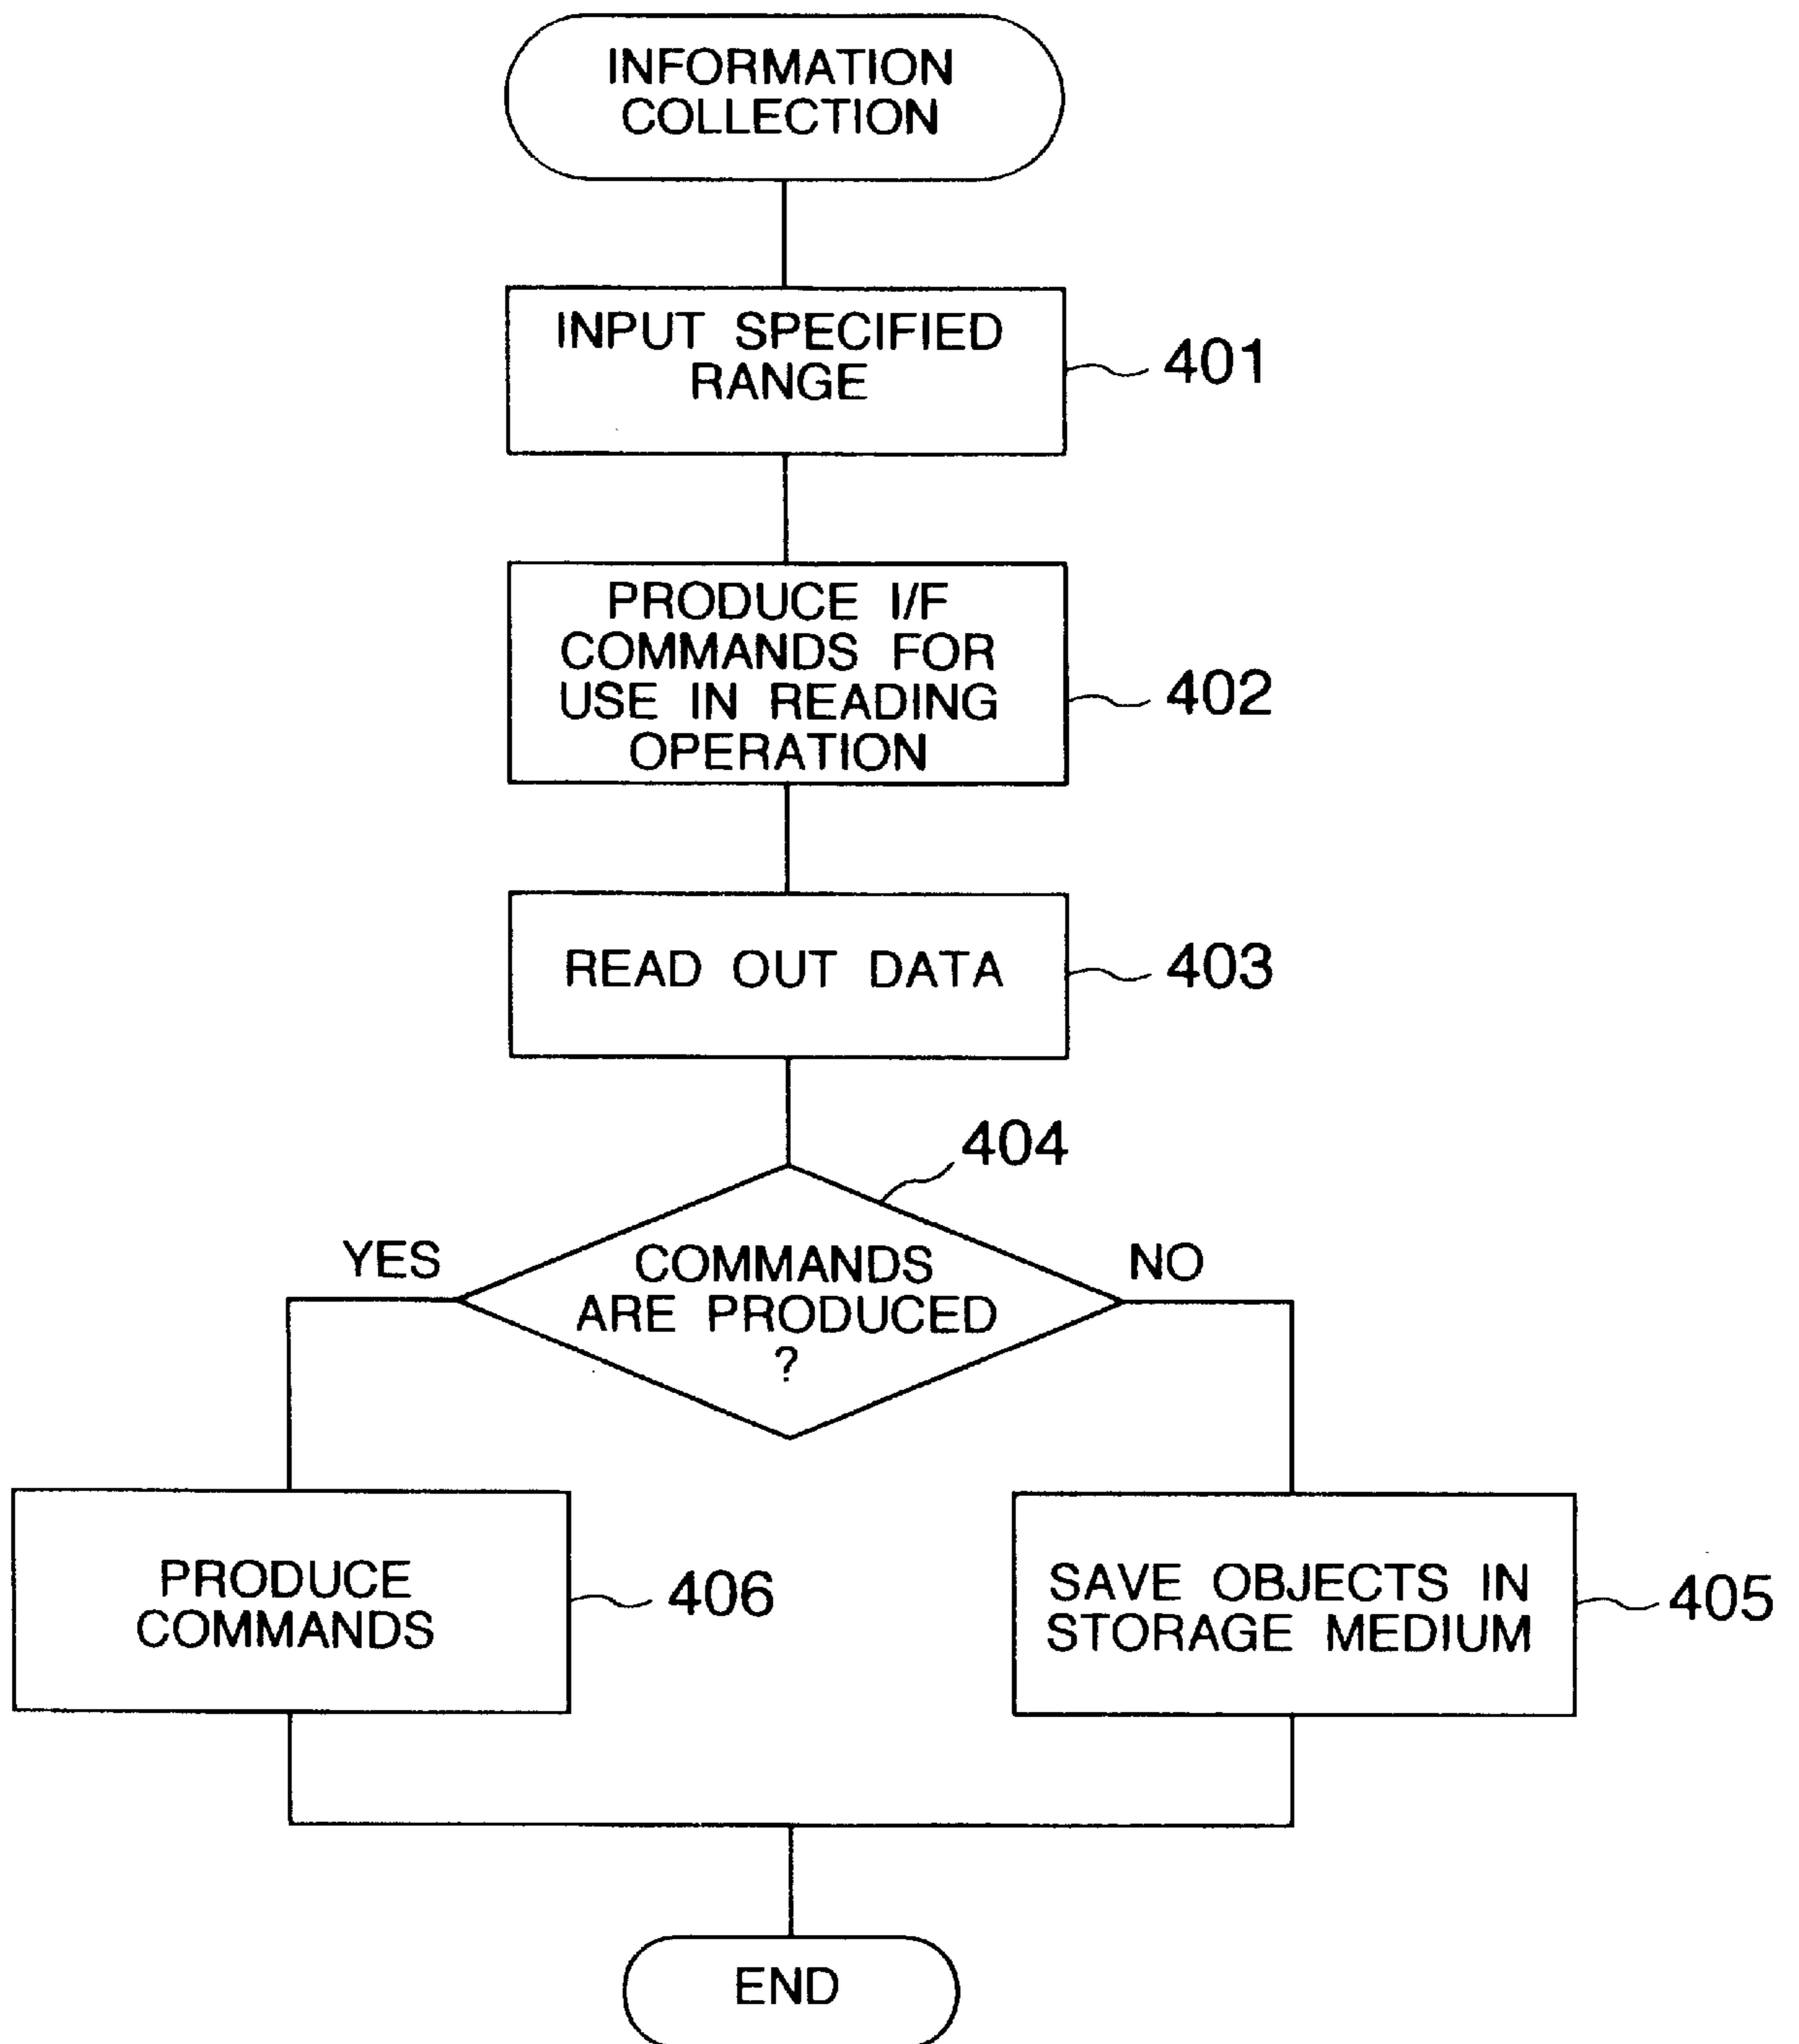 INFORMATION
COLLECTION
INPUT SPECIFIED
RANGE
401
PRODUCE I/F
COMMANDS FOR
USE IN READING
OPERATION
402
READ OUT DATA
403
404
YES
COMMANDS
ARE PRODUCED
?
NO
PRODUCE
COMMANDS
406
SAVE OBJECTS IN
STORAGE MEDIUM
405
END